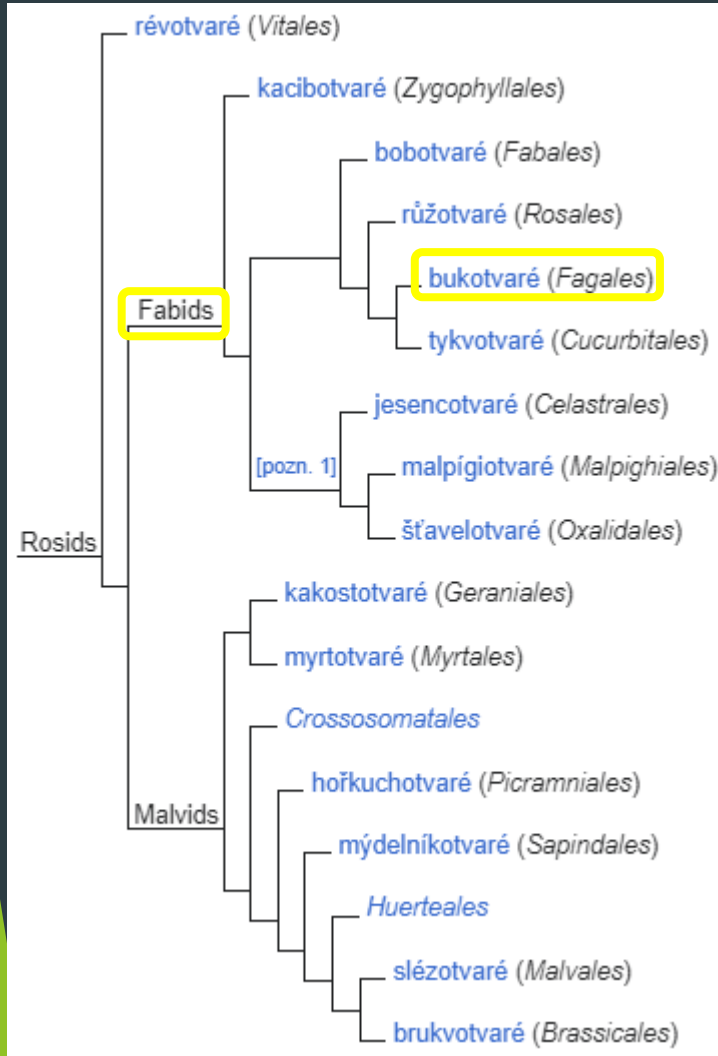 révotvaré (Vitales)
kacibotvaré (Zygophyllales)
bobotvaré (Fabales)
růžotvaré (Rosales)
bukotvaré (Fagales)
Fabids
tykvotvaré (Cucurbitales)
jesencotvaré (Celastrales)
[pozn. 1]
malpígiotvaré (Malpighiales)
šťavelotvaré (Oxalidales)
Rosids
kakostotvaré (Geraniales)
myrtotvaré (Myrtales)
Crossosomatales
hořkuchotvaré (Picramniales)
Malvids
mýdelníkotvaré (Sapindales)
Huerteales
slézotvaré (Malvales)
brukvotvaré (Brassicales)